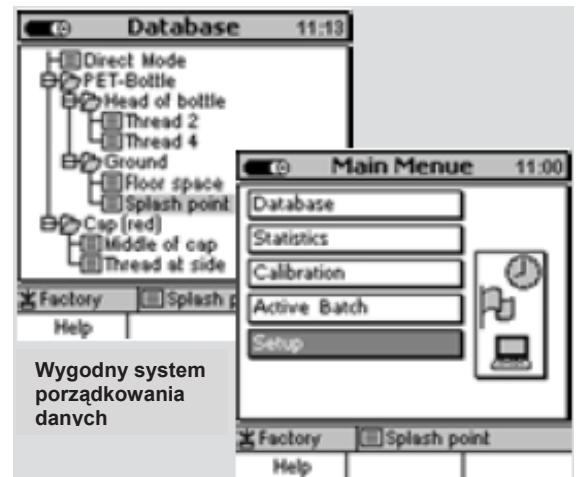 Database 11:13
Direct Mode
PET-Bottle
Head of bottle
Thread 2
Thread 4
Ground
Floor space
Splash point
Cap (red)
Middle of cap
Thread at side
Factory Splash p
Help
Wygodny system
porządkowania
danych
Main Menue 11:00
Database
Statistics
Calibration
Active Batch
Setup
Factory Splash point
Help